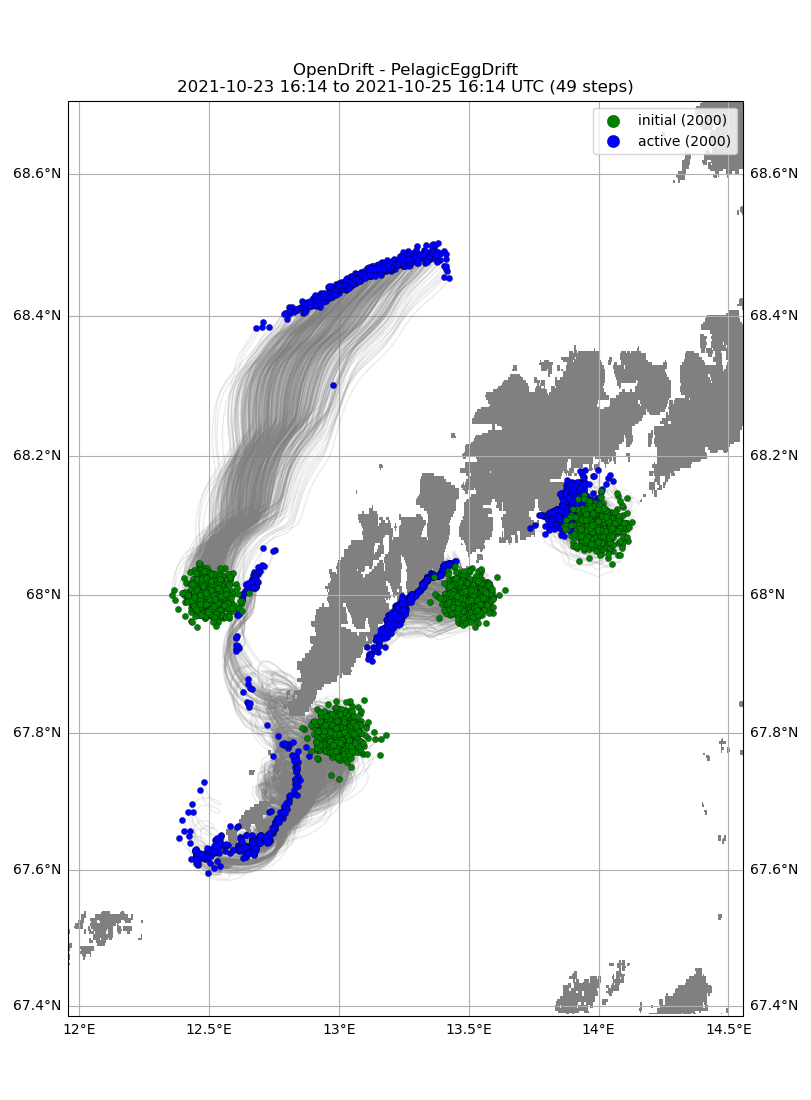 OpenDrift - PelagicEggDrift
2021-10-23 16:14 to 2021-10-25 16:14 UTC (49 steps)
initial (2000)
active (2000)
68.6°N 68.6°N
68.4°N 68.4°N
68.2°N 68.2°N
68°N 68°N
67.8°N 67.8°N
67.6°N 67.6°N
67.4°N 67.4°N
12°E 12.5°E 13°E 13.5°E 14°E 14.5°E